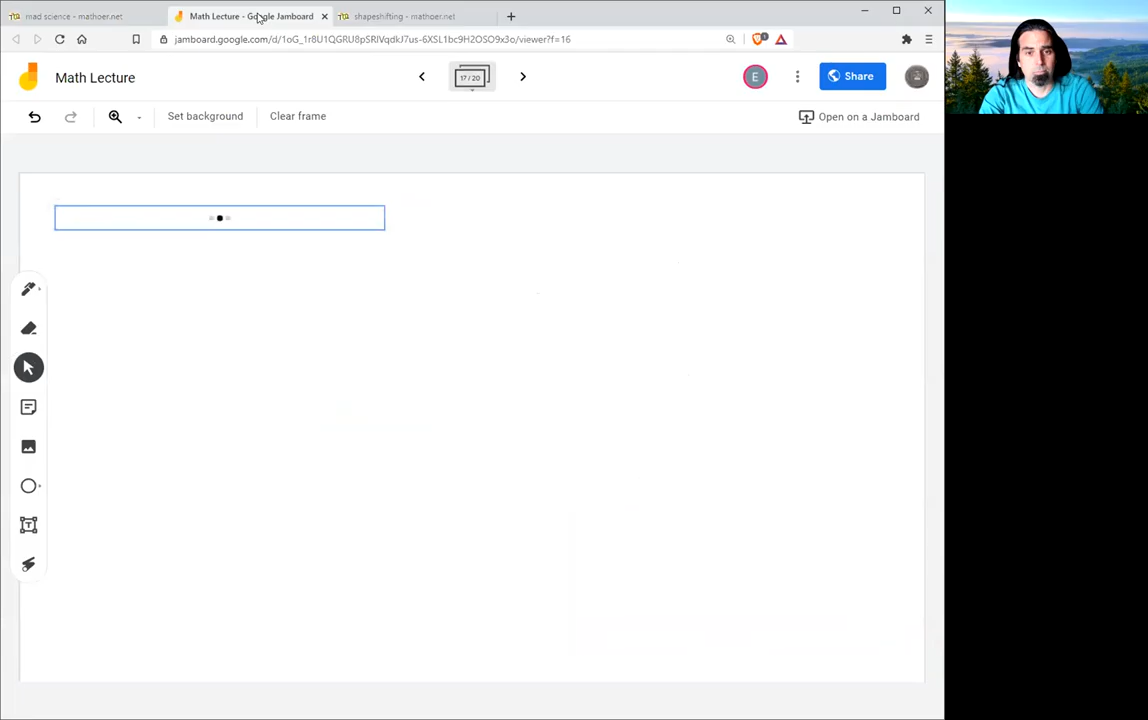 mad science - mathoer.net
Math Lecture - Google Jamboard
shapeshifting - mathoer.net
jamboard.google.com/d/1oG_1r8U1QGRU8pSRlVqdkJ7us-6XSL1bc9H2OSO9x3o/viewer?f=16
Math Lecture
17 / 20
E
Share
Set background
Clear frame
Open on a Jamboard